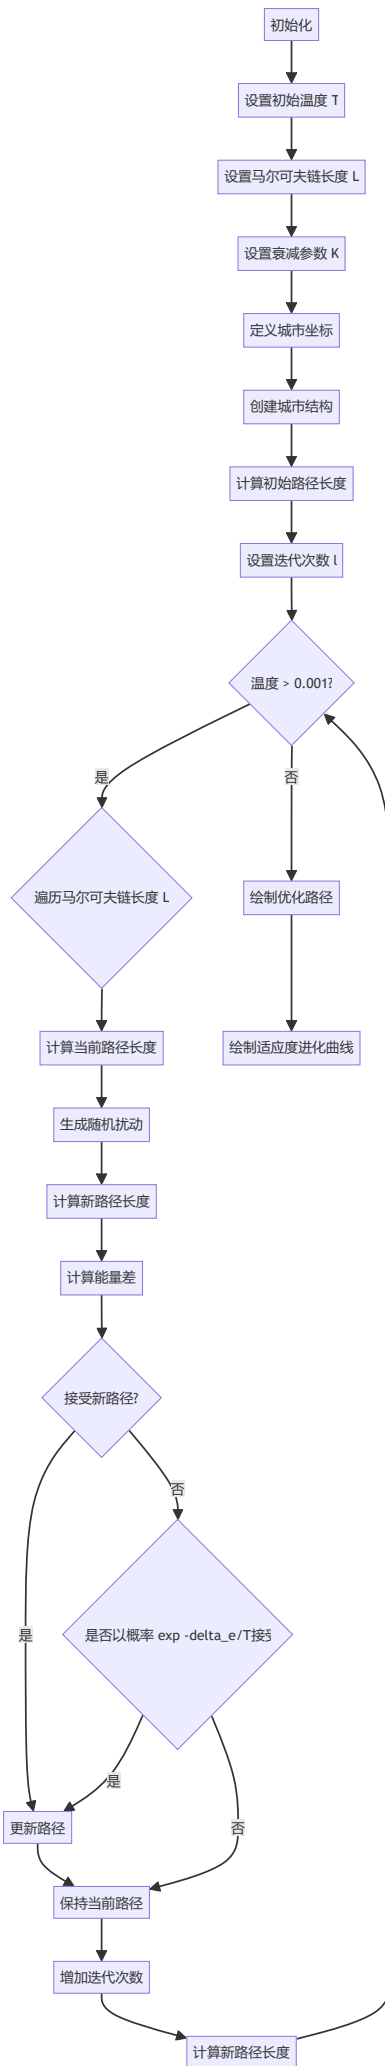 初始化
设置初始温度 T
设置马尔可夫链长度 L
设置衰减参数 K
定义城市坐标
创建城市结构
计算初始路径长度
设置迭代次数 l
温度 > 0.001?
是
否
遍历马尔可夫链长度 L
绘制优化路径
计算当前路径长度
绘制适应度进化曲线
生成随机扰动
计算新路径长度
计算能量差
接受新路径?
否
是
是否以概率 exp -delta_e/T接受
是
否
更新路径
保持当前路径
增加迭代次数
计算新路径长度